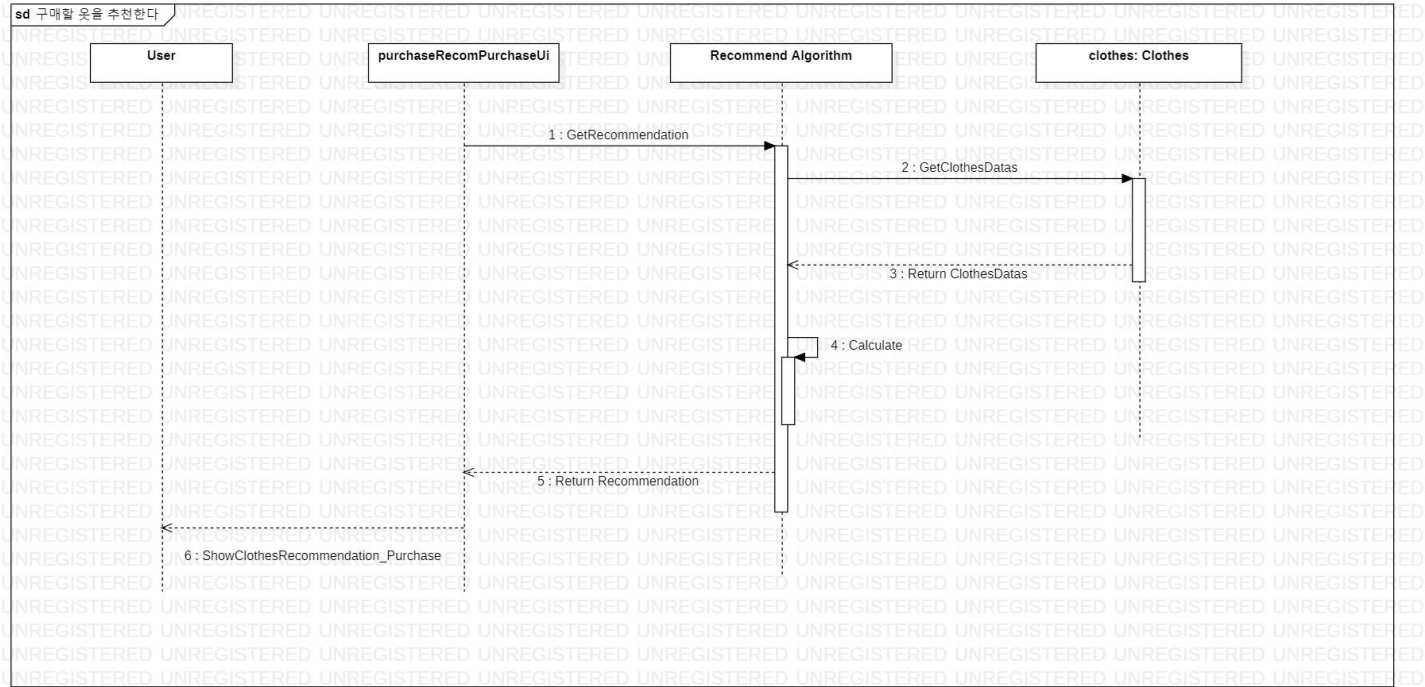 sd 구매할 옷을 추천한다
User
purchaseRecomPurchaseUi
Recommend Algorithm
clothes: Clothes
1 : GetRecommendation
2 : GetClothesDatas
3 : Return ClothesDatas
4 : Calculate
5 : Return Recommendation
6 : ShowClothesRecommendation_Purchase
UNREGISTERED